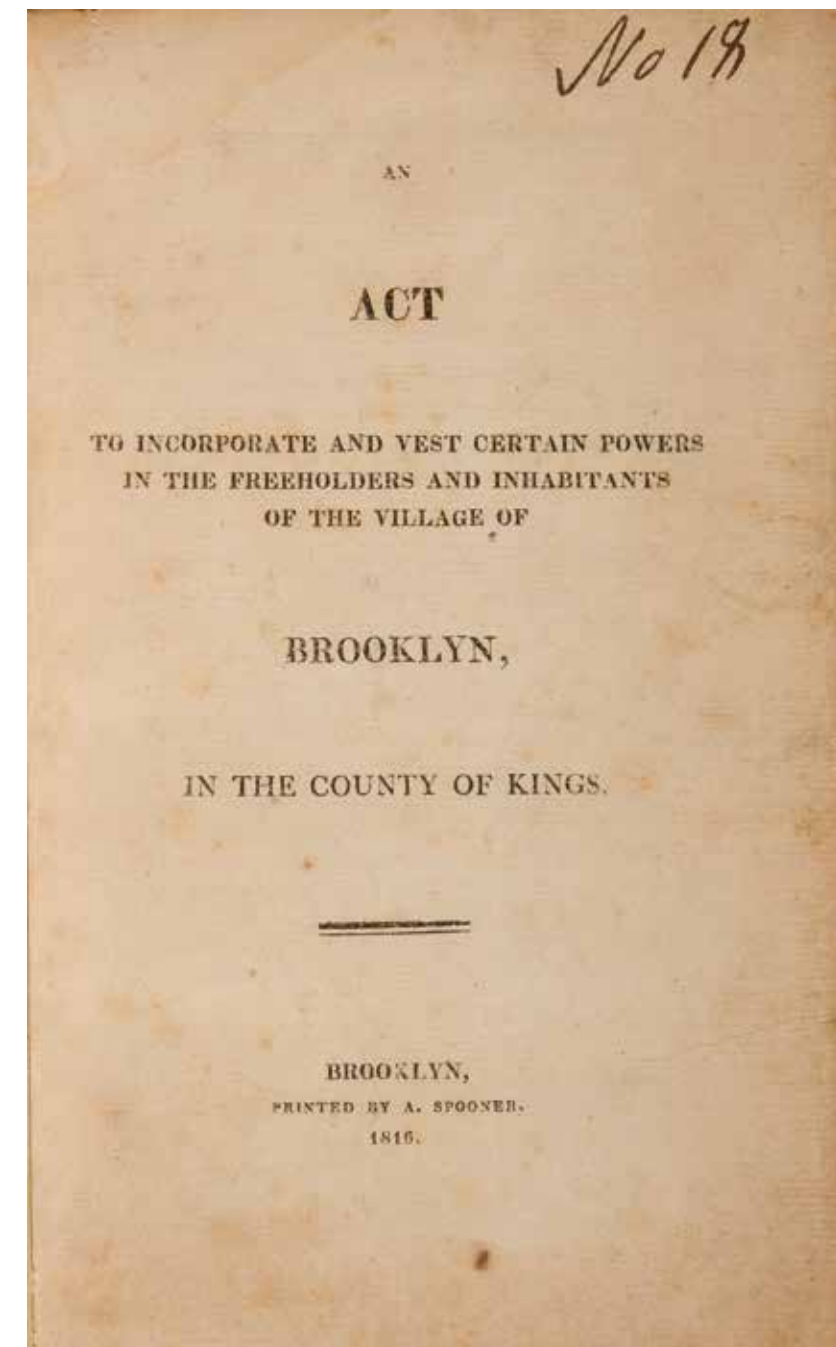 No 18
AN
ACT
TO INCORPORATE AND VEST CERTAIN POWERS
IN THE FREEHOLDERS AND INHABITANTS
OF THE VILLAGE OF
BROOKLYN,
IN THE COUNTY OF KINGS.
BROOKLYN,
PRINTED BY A. SPOONER.
1816.